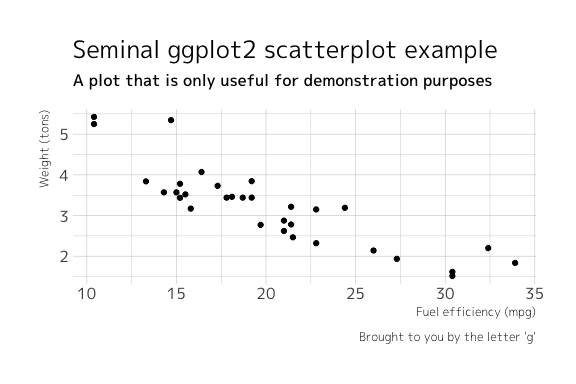 Seminal ggplot2 scatterplot example
A plot that is only useful for demonstration purposes
Weight (tons)
5
4
3
2
10 15 20 25 30 35
Fuel efficiency (mpg)
Brought to you by the letter 'g'